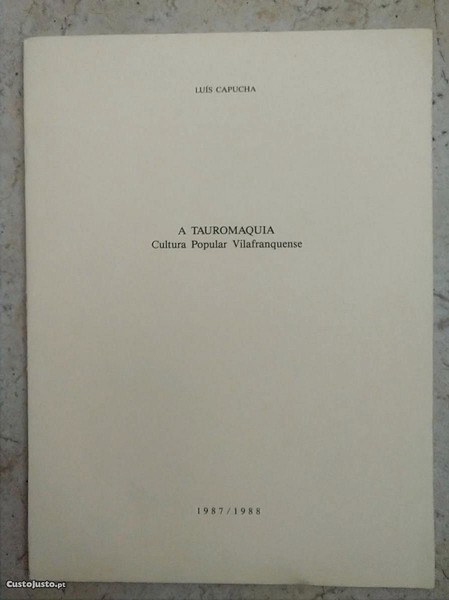 LUÍS CAPUCHA
A TAUROMAQUIA
Cultura Popular Vilafranquense
1987/1988
CustoJusto.pt